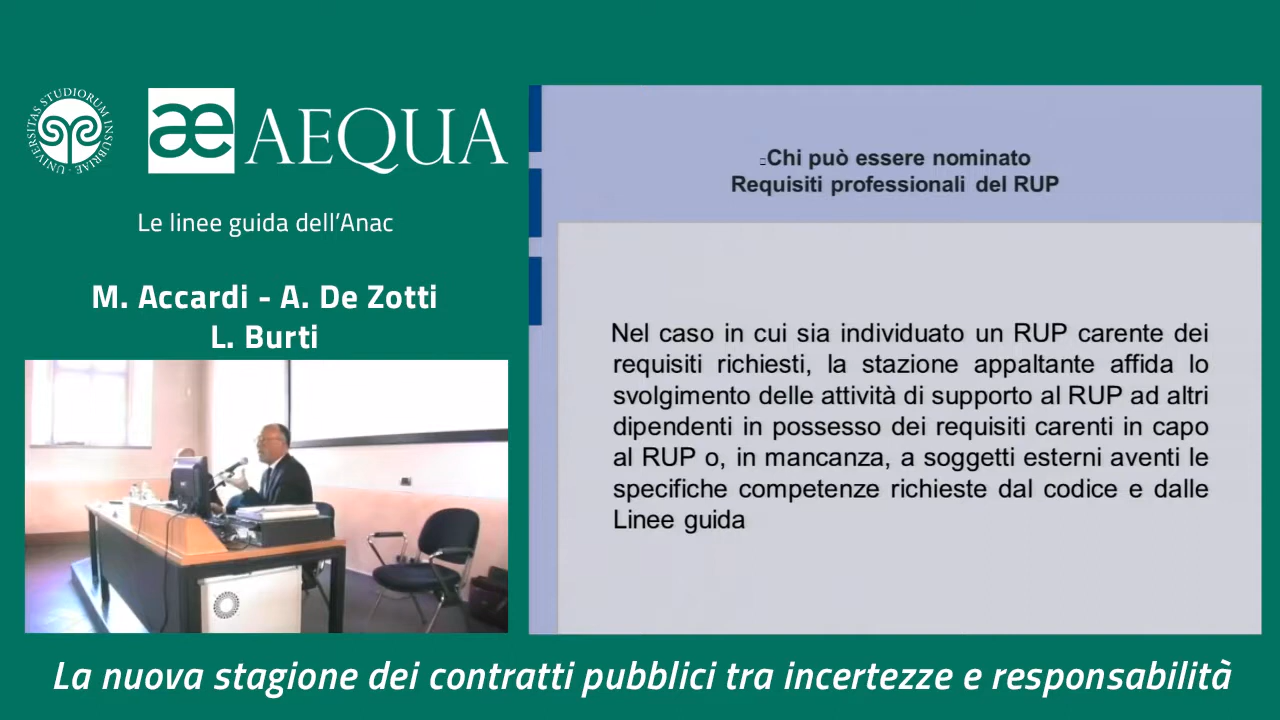 UNIVERSITAS STUDIORUM INSUBRIAE
æ AEQUA
Le linee guida dell'Anac
M. Accardi - A. De Zotti
L. Burti
Chi può essere nominato
Requisiti professionali del RUP
Nel caso in cui sia individuato un RUP carente dei
requisiti richiesti, la stazione appaltante affida lo
svolgimento delle attività di supporto al RUP ad altri
dipendenti in possesso dei requisiti carenti in capo
al RUP o, in mancanza, a soggetti esterni aventi le
specifiche competenze richieste dal codice e dalle
Linee guida
La nuova stagione dei contratti pubblici tra incertezze e responsabilità